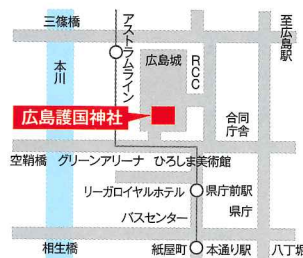 三篠橋
至広島駅
アストラムライン
本川
広島城
RCC
広島護国神社
合同
庁舎
空鞘橋 グリーンアリーナ ひろしま美術館
リーガロイヤルホテル
県庁前駅
県庁
バスセンター
相生橋
紙屋町
本通り駅
八丁堀